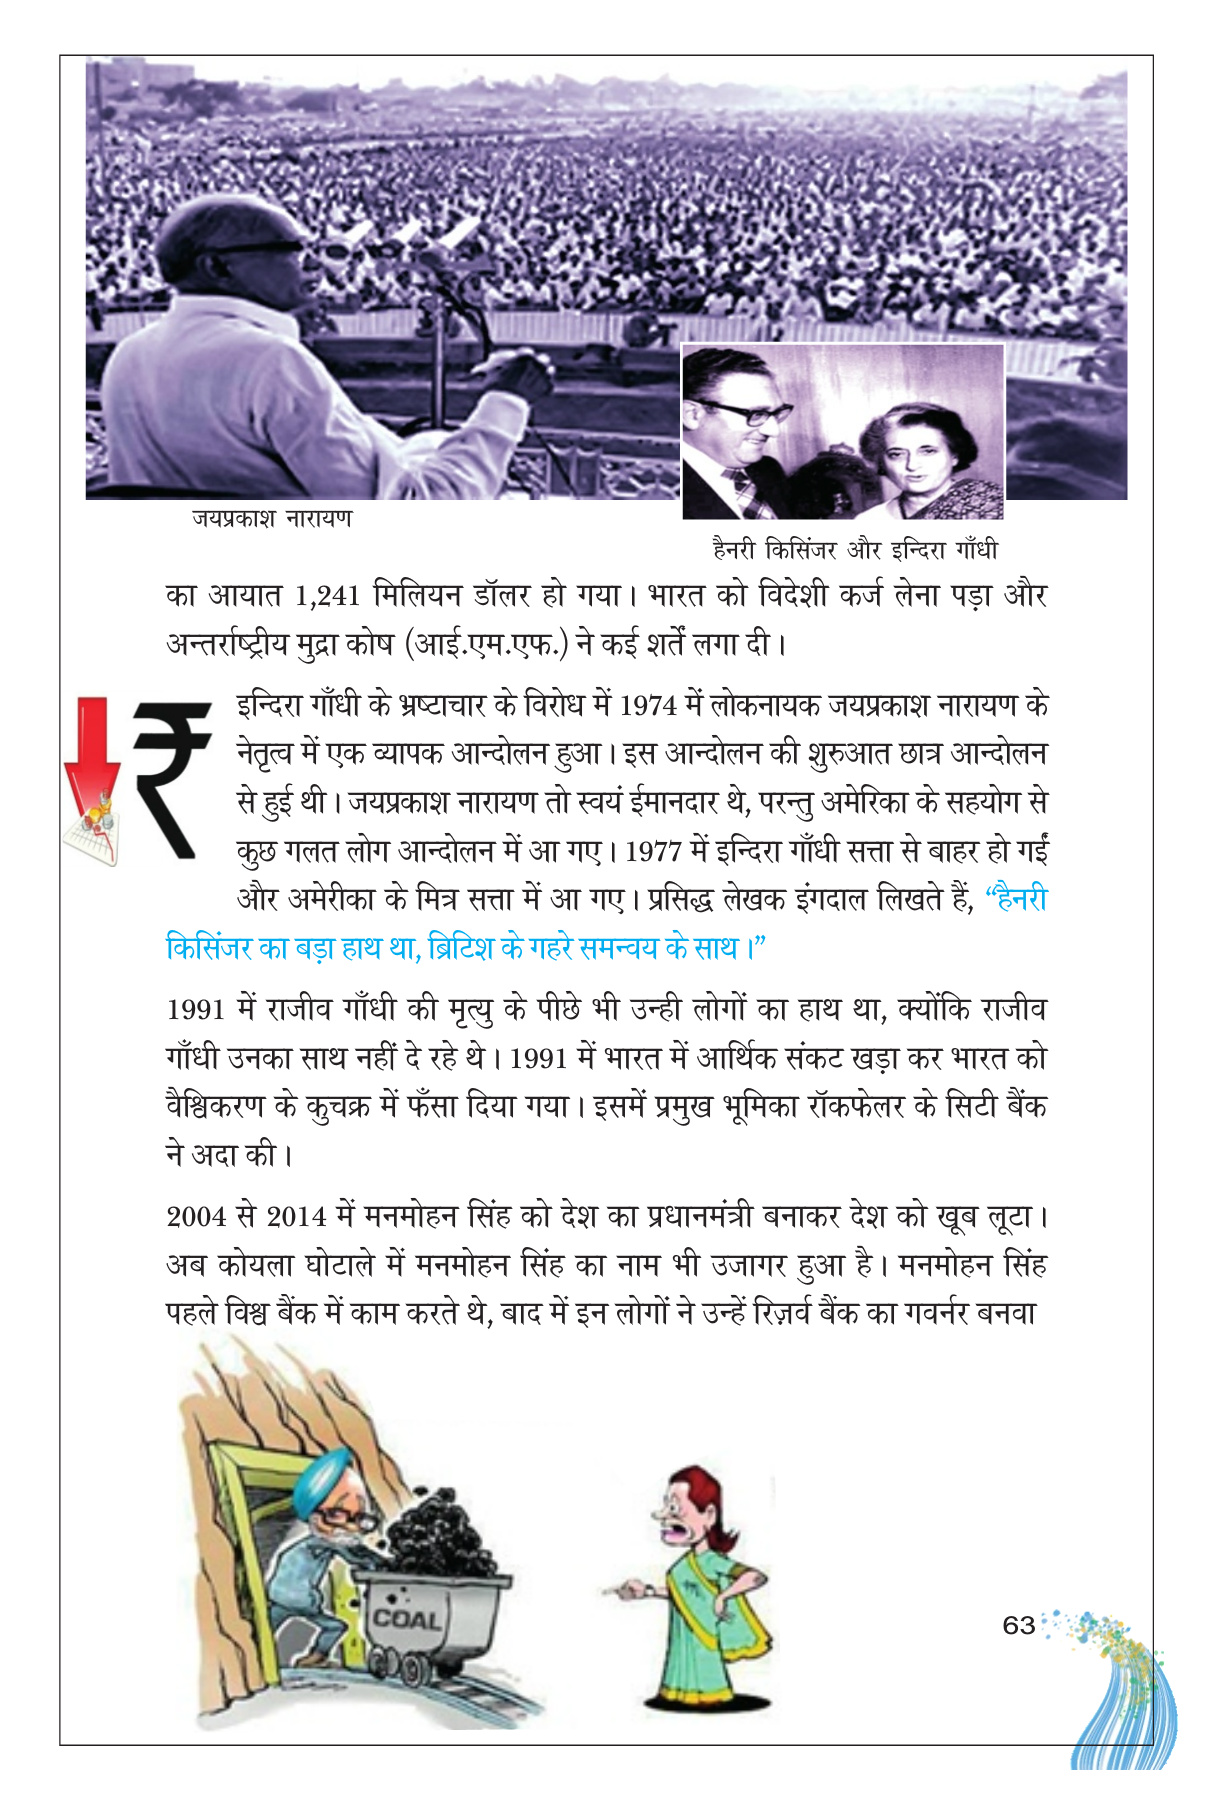 जयप्रकाश नारायण
हैनरी किसिंजर और इन्दिरा गाँधी
का आयात 1,241 मिलियन डॉलर हो गया। भारत को विदेशी कर्ज लेना पड़ा और
अन्तर्राष्ट्रीय मुद्रा कोष (आई.एम.एफ.) ने कई शर्तें लगा दी।
₹
इन्दिरा गाँधी के भ्रष्टाचार के विरोध में 1974 में लोकनायक जयप्रकाश नारायण के
नेतृत्व में एक व्यापक आन्दोलन हुआ। इस आन्दोलन की शुरुआत छात्र आन्दोलन
से हुई थी। जयप्रकाश नारायण तो स्वयं ईमानदार थे, परन्तु अमेरिका के सहयोग से
कुछ गलत लोग आन्दोलन में आ गए। 1977 में इन्दिरा गाँधी सत्ता से बाहर हो गईं
और अमेरीका के मित्र सत्ता में आ गए। प्रसिद्ध लेखक इंगदाल लिखते हैं, “हैनरी
किसिंजर का बड़ा हाथ था, ब्रिटिश के गहरे समन्वय के साथ।”
1991 में राजीव गाँधी की मृत्यु के पीछे भी उन्ही लोगों का हाथ था, क्योंकि राजीव
गाँधी उनका साथ नहीं दे रहे थे। 1991 में भारत में आर्थिक संकट खड़ा कर भारत को
वैश्विकरण के कुचक्र में फँसा दिया गया। इसमें प्रमुख भूमिका रॉकफेलर के सिटी बैंक
ने अदा की।
2004 से 2014 में मनमोहन सिंह को देश का प्रधानमंत्री बनाकर देश को खूब लूटा।
अब कोयला घोटाले में मनमोहन सिंह का नाम भी उजागर हुआ है। मनमोहन सिंह
पहले विश्व बैंक में काम करते थे, बाद में इन लोगों ने उन्हें रिज़र्व बैंक का गवर्नर बनवा
COAL
63